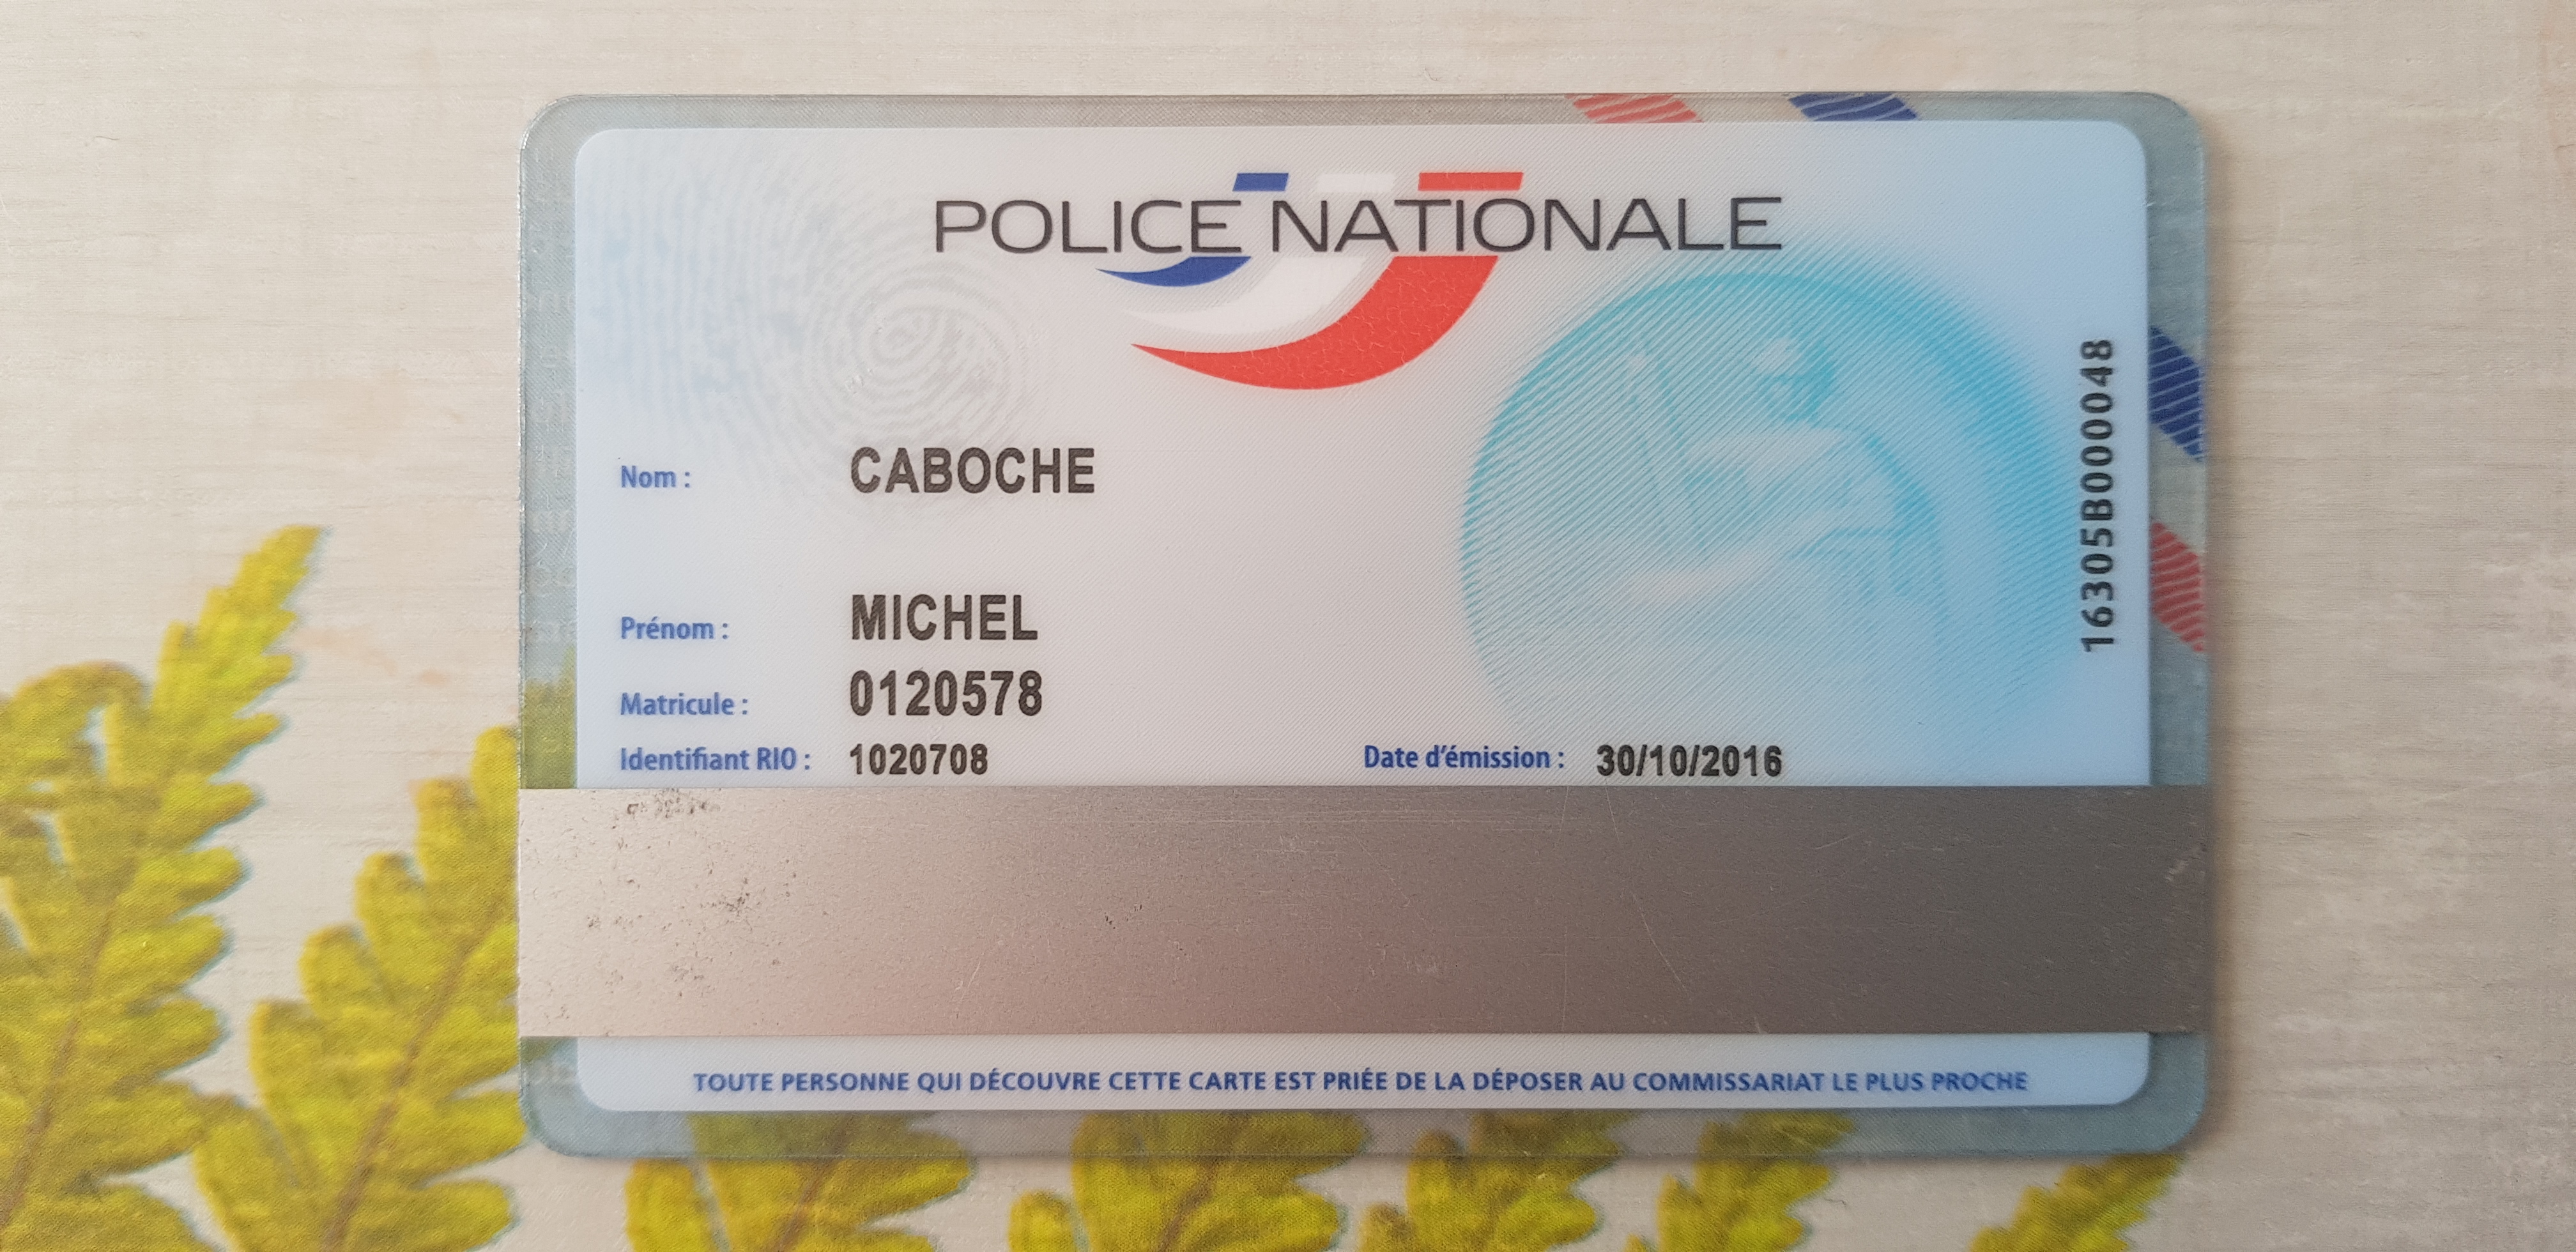 POLICE NATIONALE
Nom : CABOCHE
Prénom : MICHEL
Matricule : 0120578
Identifiant RIO : 1020708 Date d'émission : 30/10/2016
16305B000048
TOUTE PERSONNE QUI DÉCOUVRE CETTE CARTE EST PRIÉE DE LA DÉPOSER AU COMMISSARIAT LE PLUS PROCHE